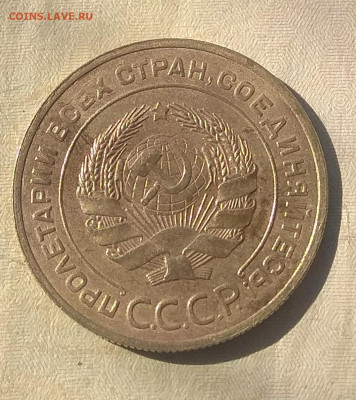 COINS.LAVE.RU
ПРОЛЕТАРИИ ВСЕХ СТРАН, СОЕДИНЯЙТЕСЬ!
С.С.С.Р.